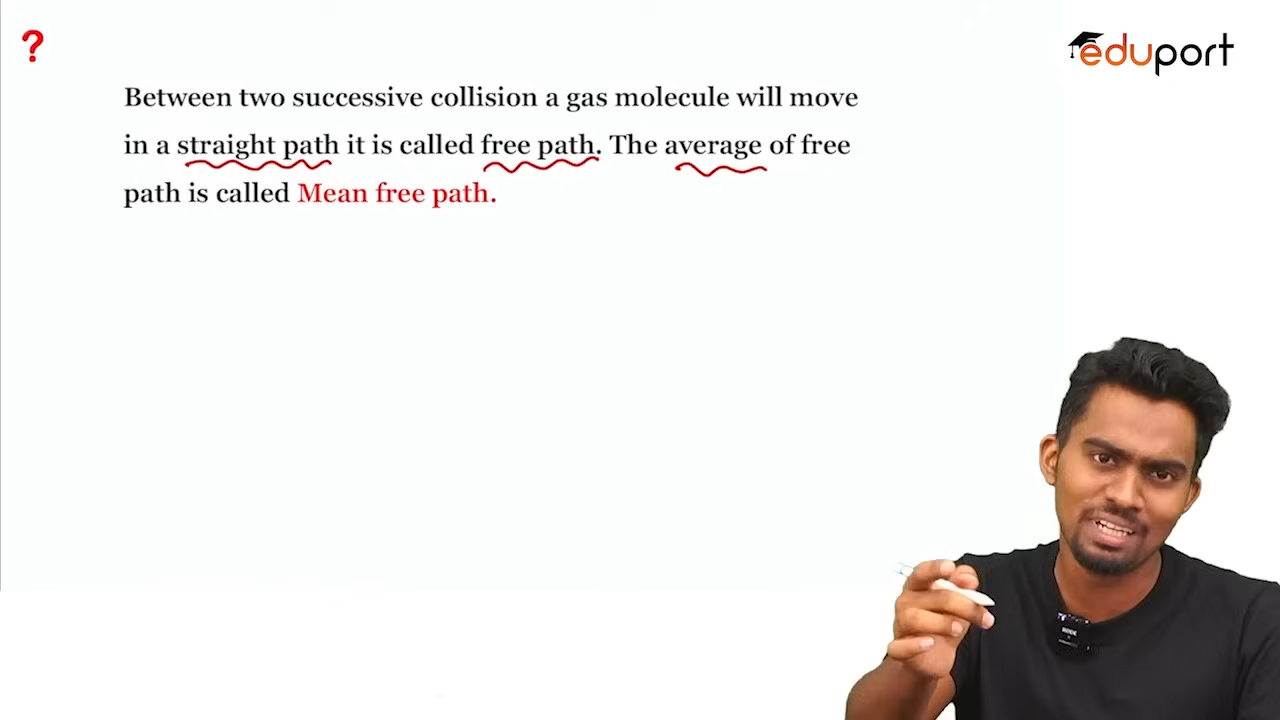 ?
eduport
Between two successive collision a gas molecule will move
in a straight path it is called free path. The average of free
path is called Mean free path.